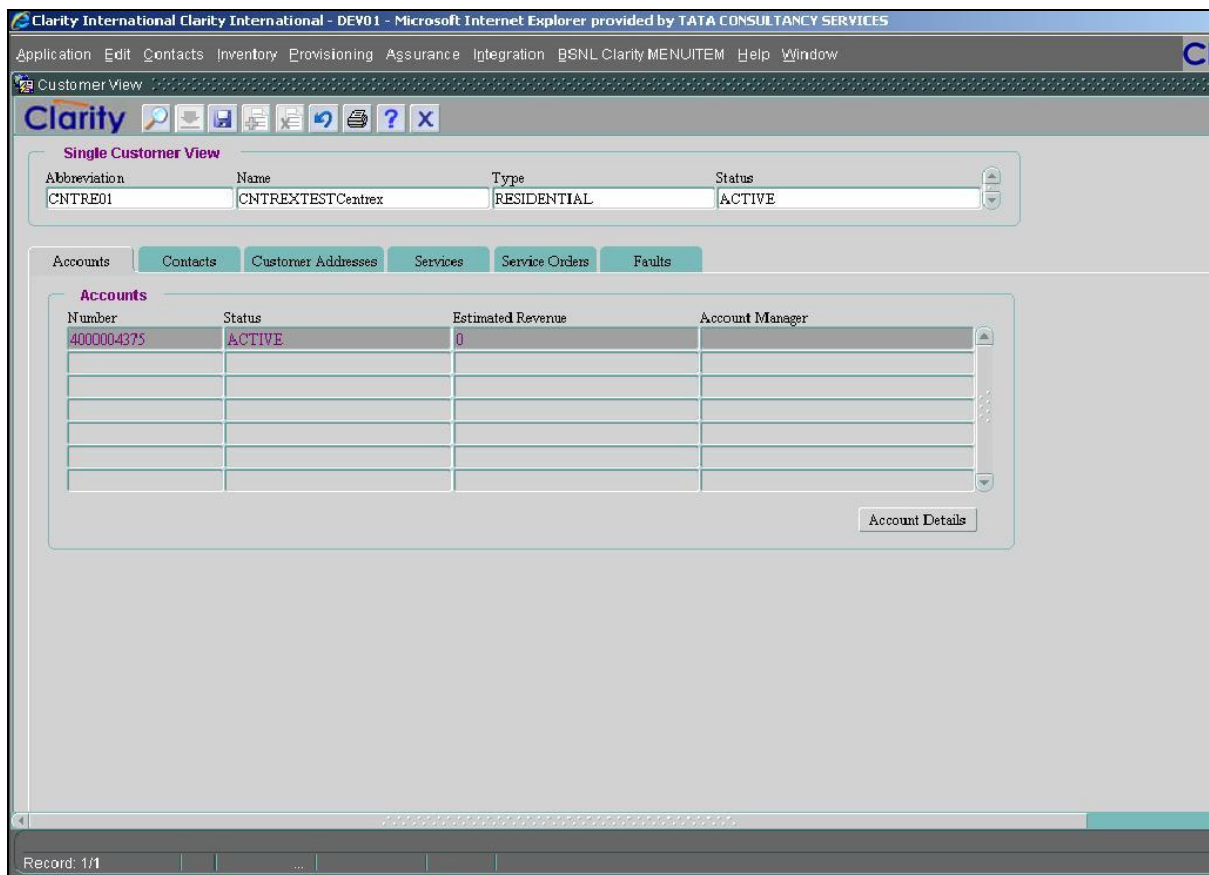 Clarity International Clarity International - DEV01 - Microsoft Internet Explorer provided by TATA CONSULTANCY SERVICES
Application Edit Contacts Inventory Provisioning Assurance Integration BSNL Clarity MENUITEM Help Window
C
Customer View
Clarity ? X
Single Customer View
Abbreviation Name Type Status
CNTRE01 CNTREXTESTCentrex RESIDENTIAL ACTIVE
Accounts Contacts Customer Addresses Services Service Orders Faults
Accounts
Number Status Estimated Revenue Account Manager
4000004375 ACTIVE 0
Account Details
Record: 1/1 ...